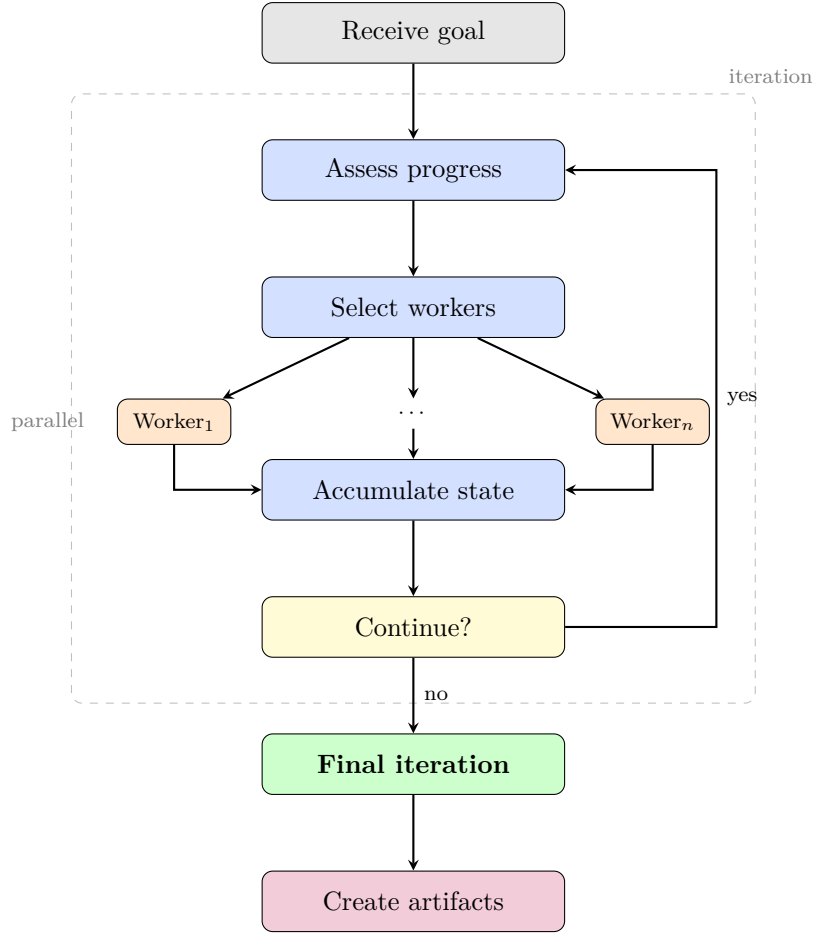 Receive goal
iteration
Assess progress
Select workers
parallel
Worker₁
...
Workerₙ
yes
Accumulate state
Continue?
no
Final iteration
Create artifacts